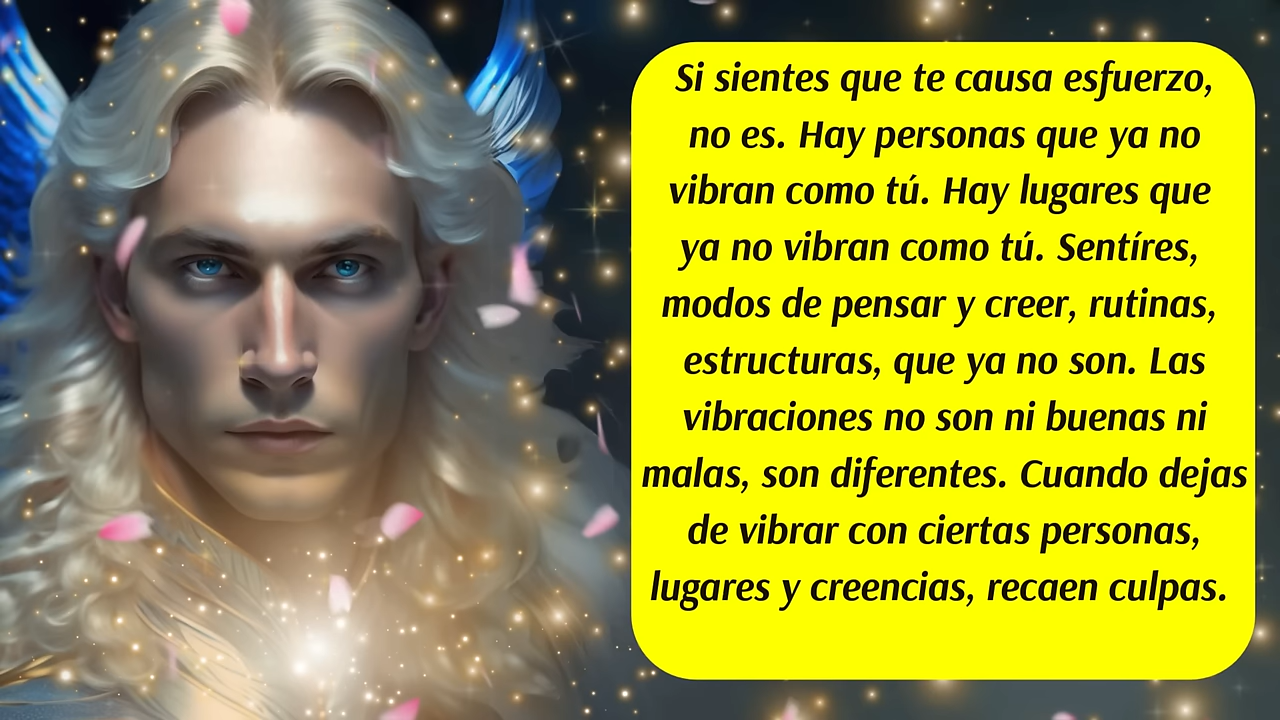 Si sientes que te causa esfuerzo,
no es. Hay personas que ya no
vibran como tú. Hay lugares que
ya no vibran como tú. Sentíres,
modos de pensar y creer, rutinas,
estructuras, que ya no son. Las
vibraciones no son ni buenas ni
malas, son diferentes. Cuando dejas
de vibrar con ciertas personas,
lugares y creencias, recaen culpas.